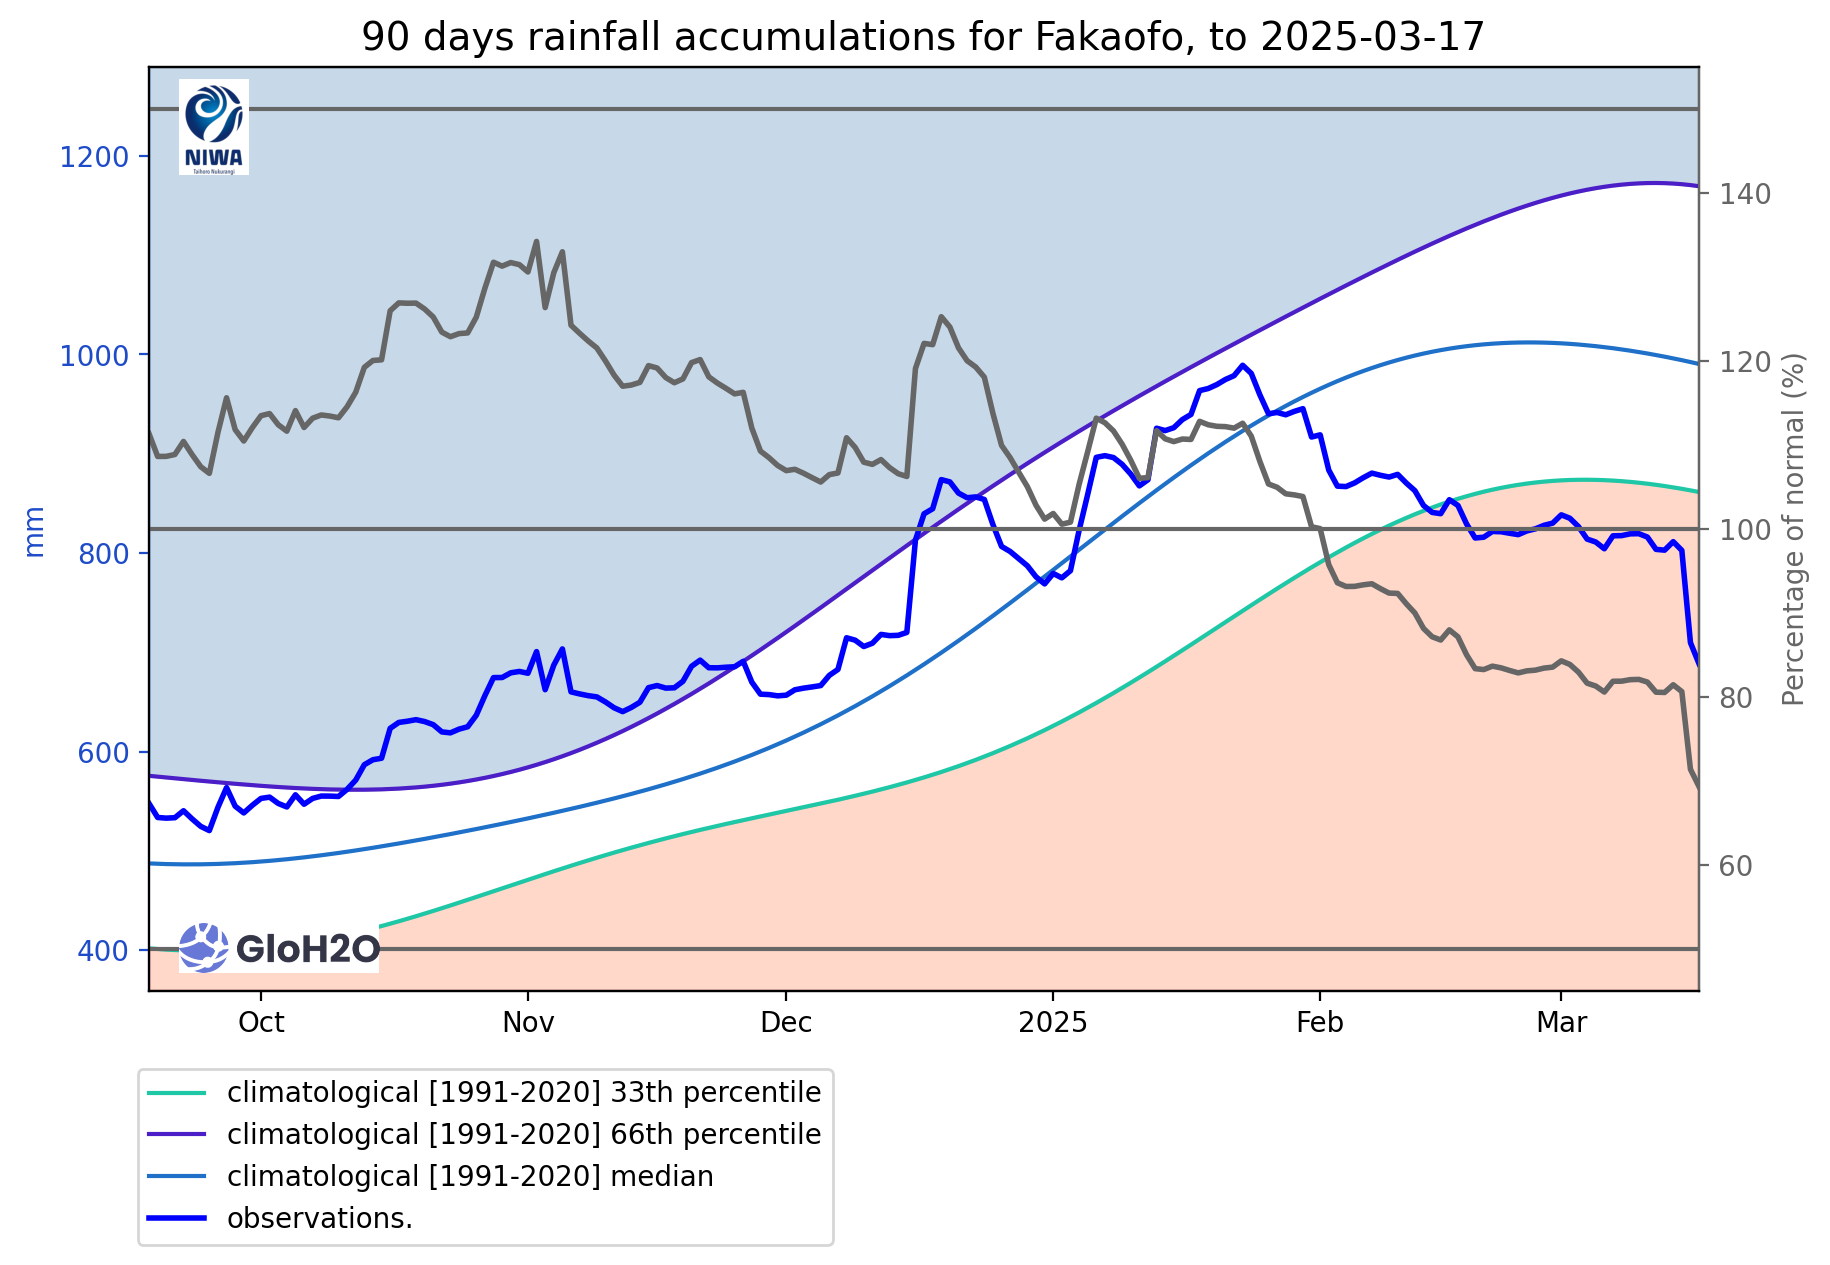 90 days rainfall accumulations for Fakaofo, to 2025-03-17
NIWA
Taihoro Nukurangi
1200
1000
800
600
400
mm
140
120
100
80
60
Percentage of normal (%)
GloH2O
Oct Nov Dec 2025 Feb Mar
climatological [1991-2020] 33th percentile
climatological [1991-2020] 66th percentile
climatological [1991-2020] median
observations.